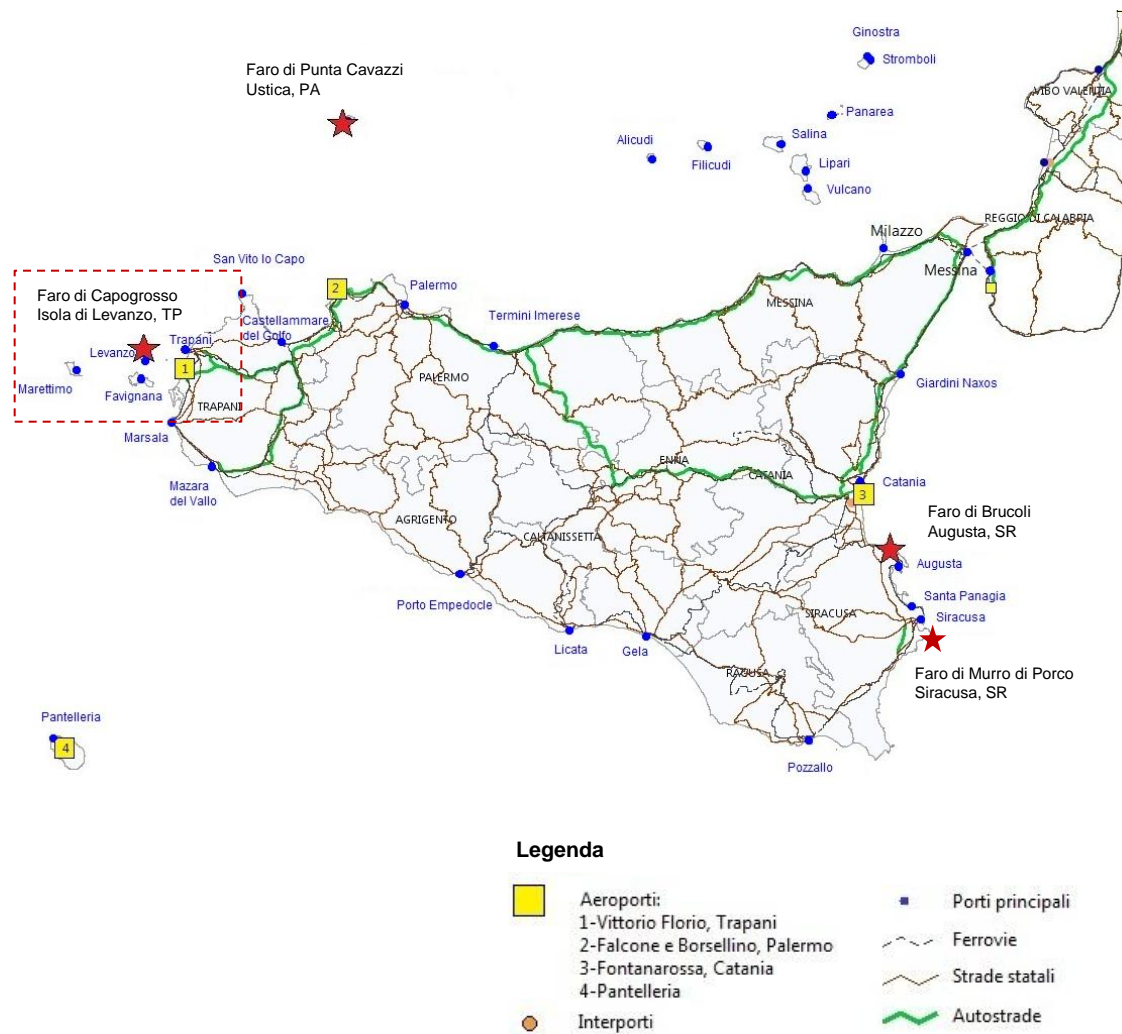 Ginostra
Stromboli
Faro di Punta Cavazzi
Ustica, PA
VIBO VALENTIA
Panarea
Alicudi
Filicudi
Salina
Lipari
Vulcano
REGGIO DI CALABRIA
Milazzo
Messina
San Vito lo Capo
2
Faro di Capogrosso
Isola di Levanzo, TP
Palermo
MESSINA
Castellammare
del Golfo
Termini Imerese
Trapani
Levanzo
1
Marettimo
Favignana
TRAPANI
PALERMO
Giardini Naxos
Marsala
Mazara
del Vallo
ENNA
CATANIA
Catania
3
Faro di Brucoli
Augusta, SR
AGRIGENTO
CALTANISSETTA
Augusta
Porto Empedocle
Santa Panagia
SIRACUSA
Siracusa
Licata
Gela
RAGUSA
Faro di Murro di Porco
Siracusa, SR
Pantelleria
4
Pozzallo
Legenda
Aeroporti:
1-Vittorio Florio, Trapani
2-Falcone e Borsellino, Palermo
3-Fontanarossa, Catania
4-Pantelleria
Interporti
Porti principali
Ferrovie
Strade statali
Autostrade